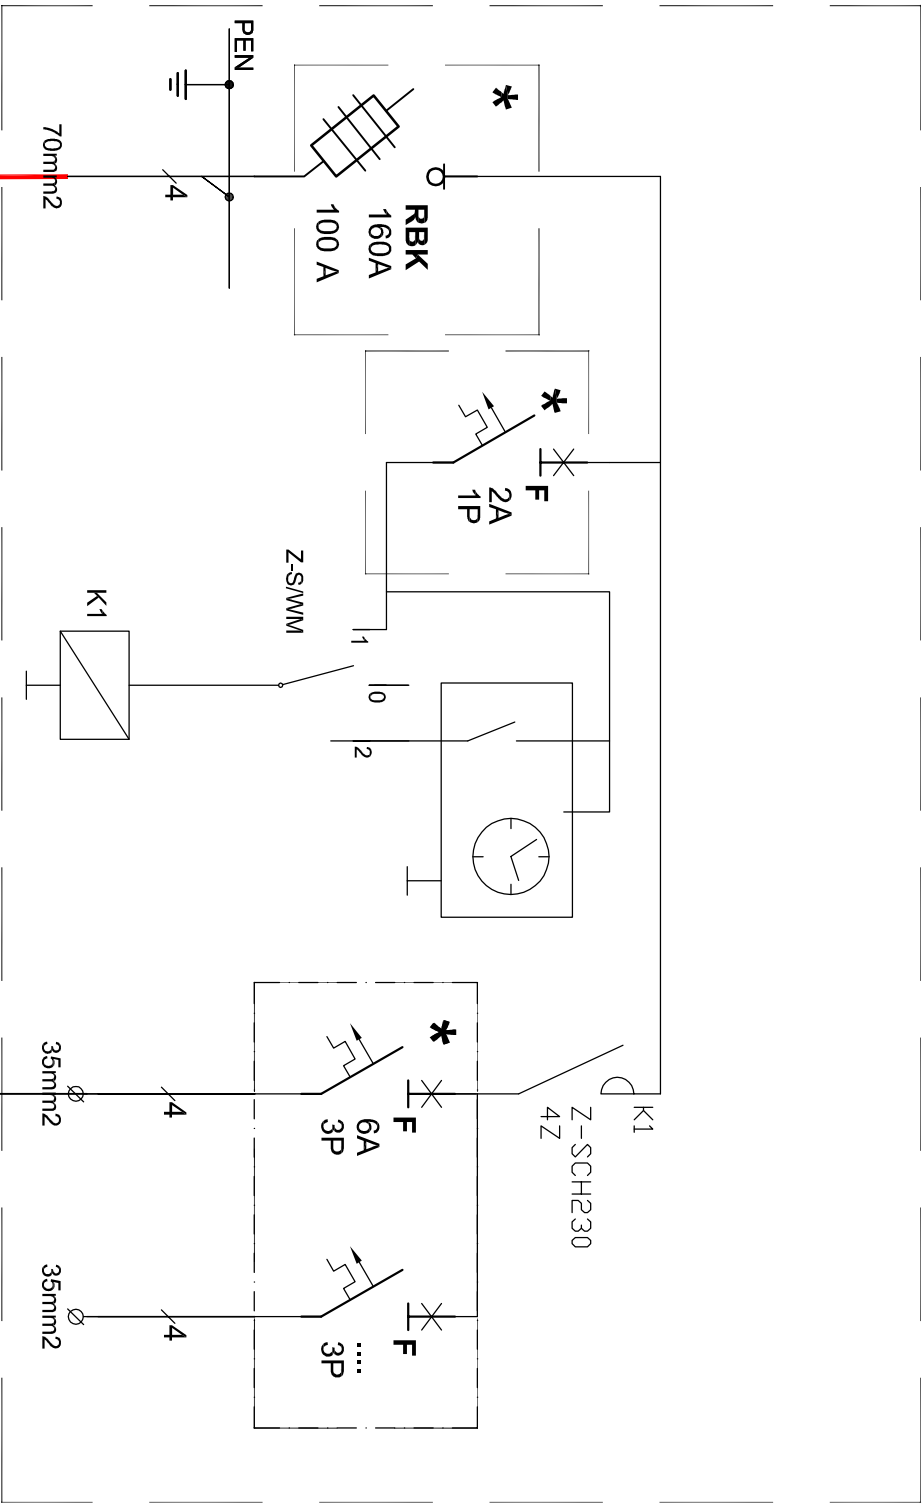 PEN
70mm2
4
*
RBK
160A
100 A
*
F
2A
1P
Z-S/WM
1
0
2
K1
K1
Z-SCH230
4Z
*
F
6A
3P
4
35mm2
F
....
3P
4
35mm2